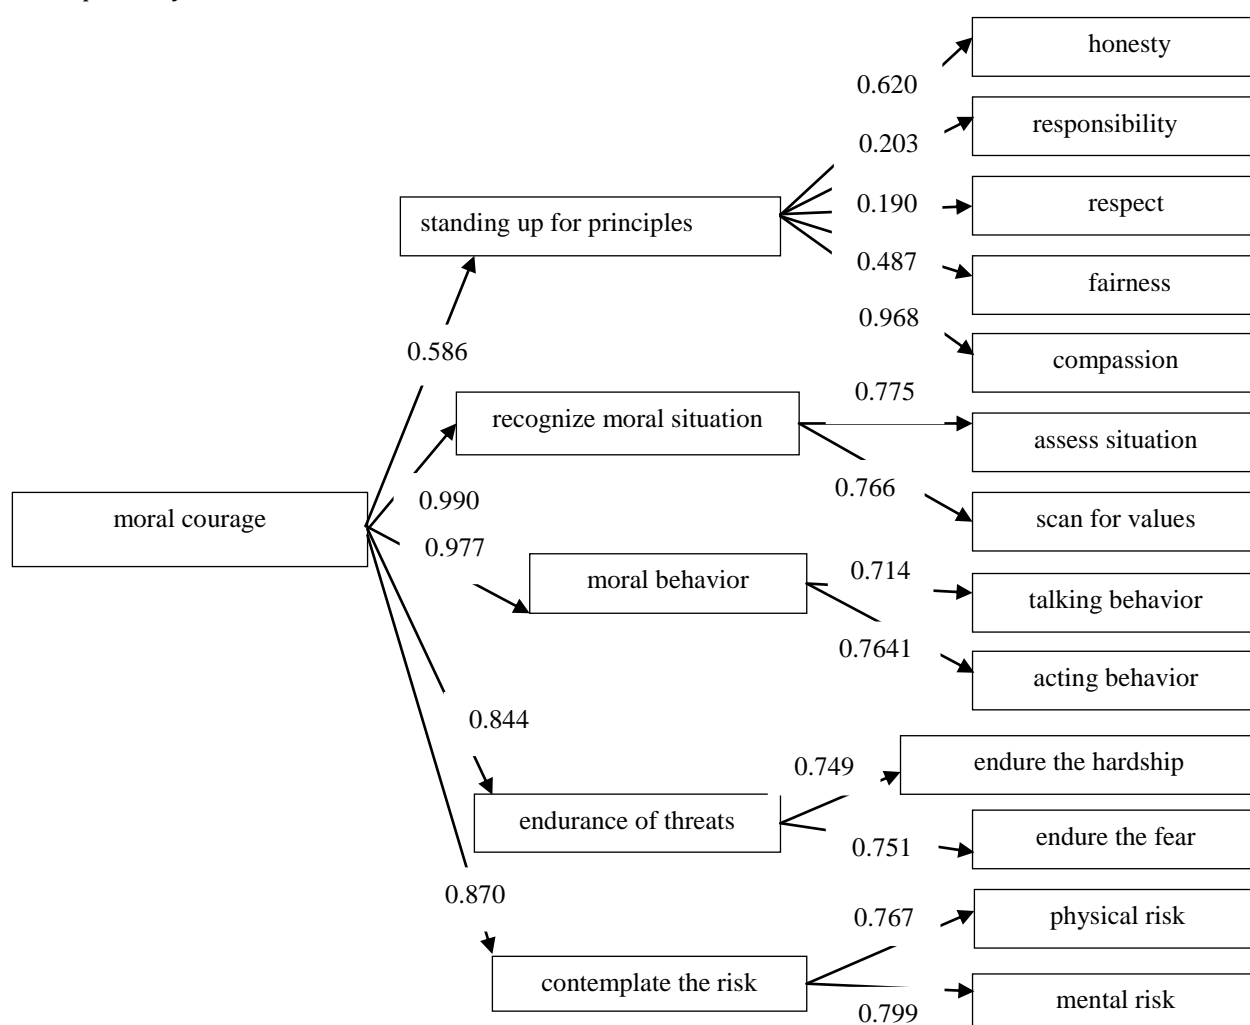 honesty
0.620
responsibility
0.203
respect
0.190
standing up for principles
0.487
fairness
0.968
0.586
compassion
0.775
recognize moral situation
assess situation
0.766
0.990
moral courage
scan for values
0.977
0.714
moral behavior
talking behavior
0.7641
acting behavior
0.844
0.749
endure the hardship
endurance of threats
0.751
endure the fear
0.870
0.767
physical risk
contemplate the risk
mental risk
0.799